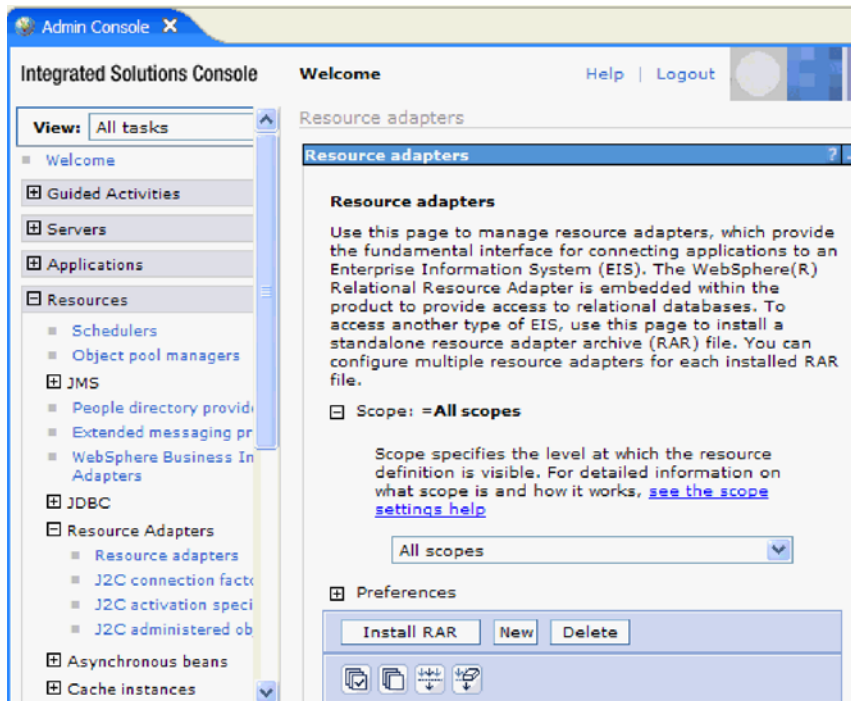 Admin Console
Integrated Solutions Console
Welcome
Help | Logout
View: All tasks
Welcome
Guided Activities
Servers
Applications
Resources
Schedulers
Object pool managers
JMS
People directory provid
Extended messaging pr
WebSphere Business In
Adapters
JDBC
Resource Adapters
Resource adapters
J2C connection facto
J2C activation speci
J2C administered ob
Asynchronous beans
Cache instances
Resource adapters
Resource adapters ?
Resource adapters
Use this page to manage resource adapters, which provide
the fundamental interface for connecting applications to an
Enterprise Information System (EIS). The WebSphere(R)
Relational Resource Adapter is embedded within the
product to provide access to relational databases. To
access another type of EIS, use this page to install a
standalone resource adapter archive (RAR) file. You can
configure multiple resource adapters for each installed RAR
file.
Scope: =All scopes
Scope specifies the level at which the resource
definition is visible. For detailed information on
what scope is and how it works, see the scope
settings help
All scopes
Preferences
Install RAR New Delete